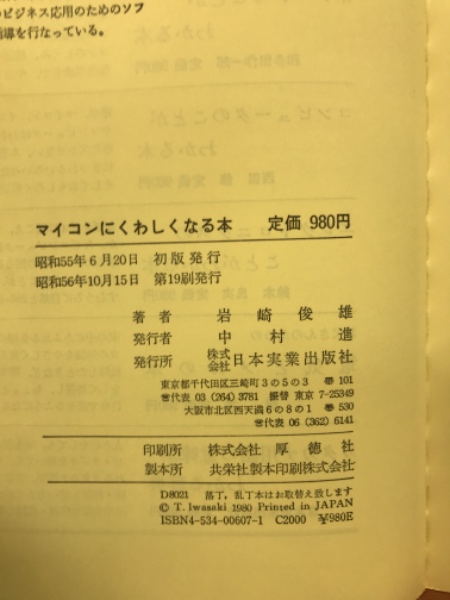 ビジネス応用のためのソフ
指導を行なっている。
マイコンにくわしくなる本 定価 980円
昭和55年6月20日 初版発行
昭和56年10月15日 第19刷発行
著者 岩崎俊雄
発行者 中村進
発行所 株式会社日本実業出版社
東京都千代田区三崎町3の5の3 〠 101
☎代表 03 (264) 3781 振替 東京 7-25349
大阪市北区西天満6の8の1 〠 530
☎代表 06 (362) 6141
印刷所 株式会社 厚徳社
製本所 共栄社製本印刷株式会社
D8021 落丁、乱丁本はお取替え致します
© T. Iwasaki 1980 Printed in JAPAN
ISBN4-534-00607-1 C2000 ¥980E